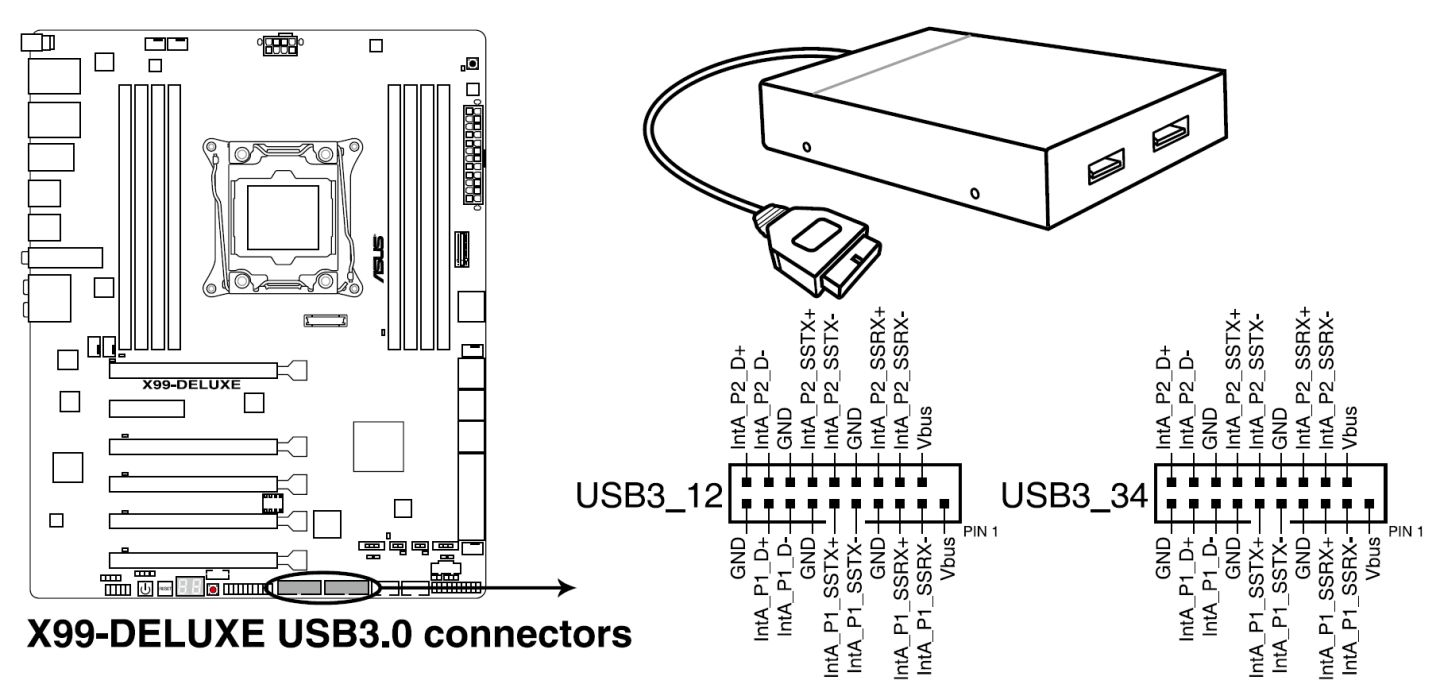 ASUS
X99-DELUXE
RESET
88
X99-DELUXE USB3.0 connectors
USB3_12
IntA_P2_D+
IntA_P2_D-
GND
IntA_P2_SSTX+
IntA_P2_SSTX-
GND
IntA_P2_SSRX+
IntA_P2_SSRX-
Vbus
GND
IntA_P1_D+
IntA_P1_D-
GND
IntA_P1_SSTX+
IntA_P1_SSTX-
GND
IntA_P1_SSRX+
IntA_P1_SSRX-
Vbus
PIN 1
USB3_34
IntA_P2_D+
IntA_P2_D-
GND
IntA_P2_SSTX+
IntA_P2_SSTX-
GND
IntA_P2_SSRX+
IntA_P2_SSRX-
Vbus
GND
IntA_P1_D+
IntA_P1_D-
GND
IntA_P1_SSTX+
IntA_P1_SSTX-
GND
IntA_P1_SSRX+
IntA_P1_SSRX-
Vbus
PIN 1